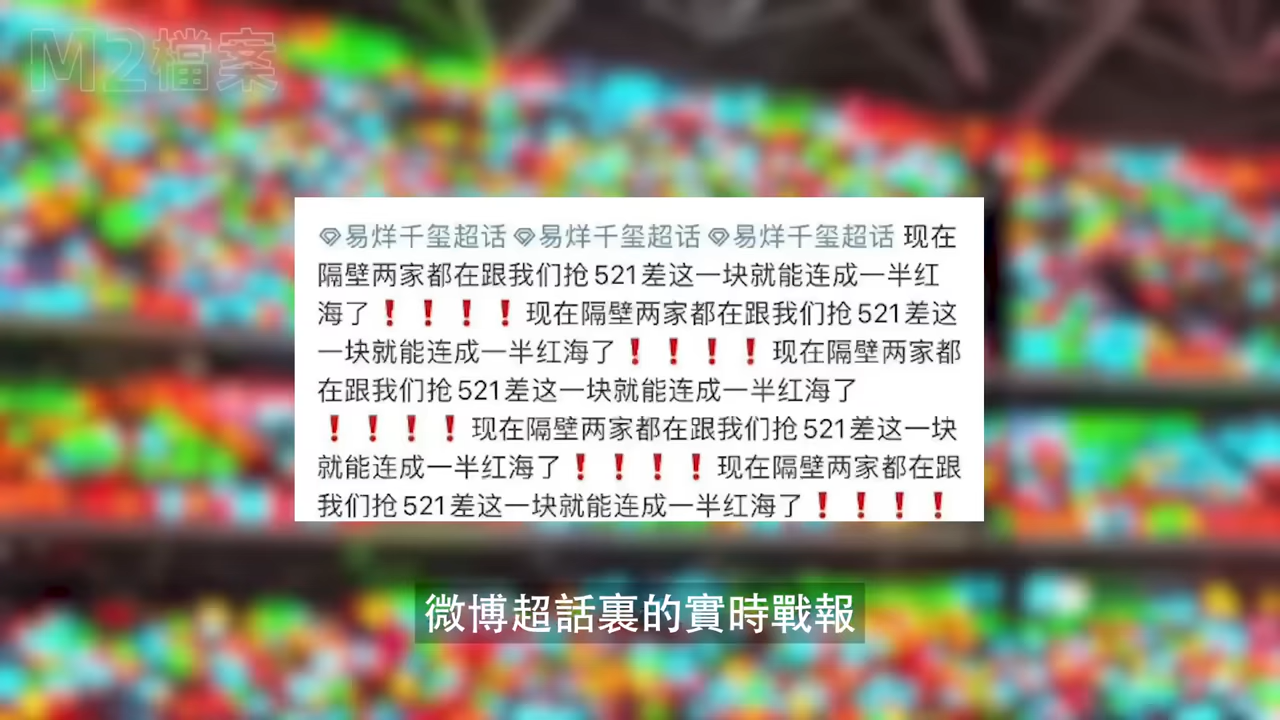 M2檔案
易烊千玺超话易烊千玺超话易烊千玺超话 现在
隔壁两家都在跟我们抢521差这一块就能连成一半红
海了❗❗❗❗现在隔壁两家都在跟我们抢521差这
一块就能连成一半红海了❗❗❗❗现在隔壁两家都
在跟我们抢521差这一块就能连成一半红海了
❗❗❗❗现在隔壁两家都在跟我们抢521差这一块
就能连成一半红海了❗❗❗❗现在隔壁两家都在跟
我们抢521差这一块就能连成一半红海了❗❗❗❗
微博超話裏的實時戰報